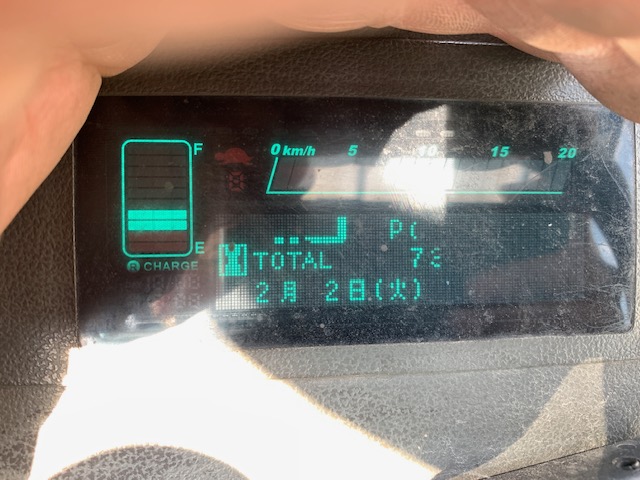 F
0 km/h 5 10 15 20
E
CHARGE
TOTAL
2月 2日(火)